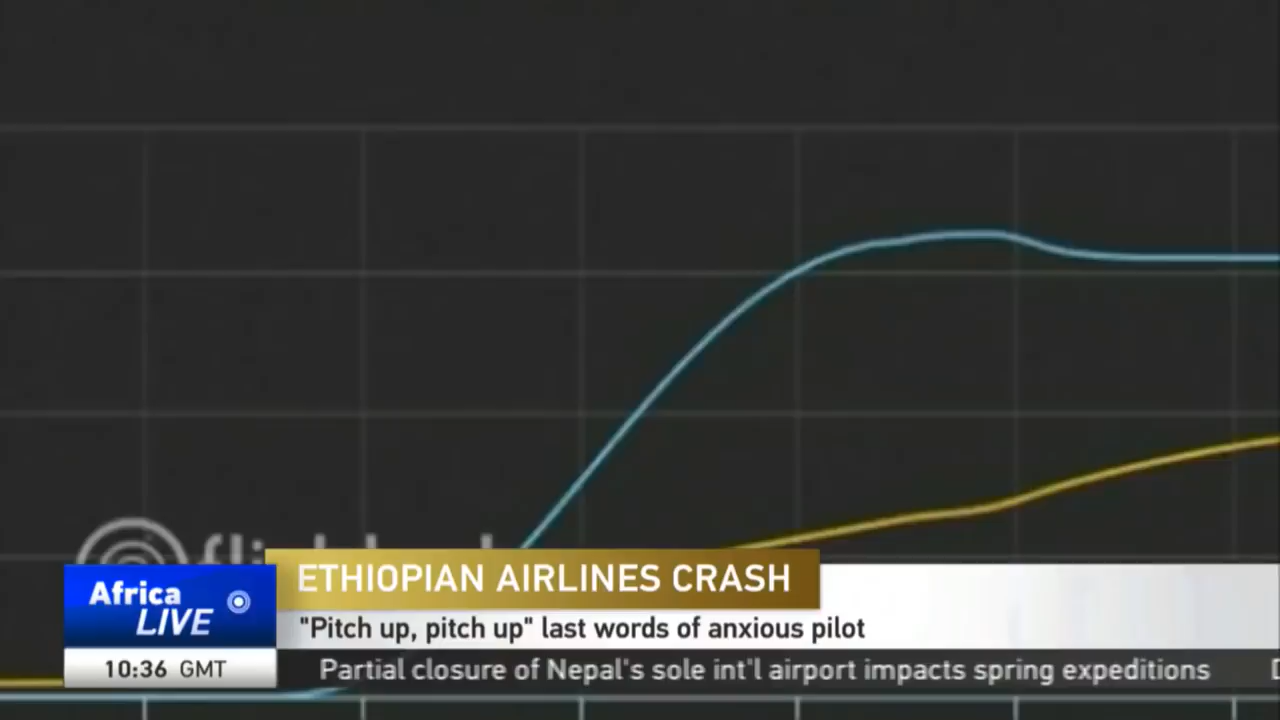 ETHIOPIAN AIRLINES CRASH
Africa
LIVE
"Pitch up, pitch up" last words of anxious pilot
10:36 GMT
Partial closure of Nepal's sole int'l airport impacts spring expeditions